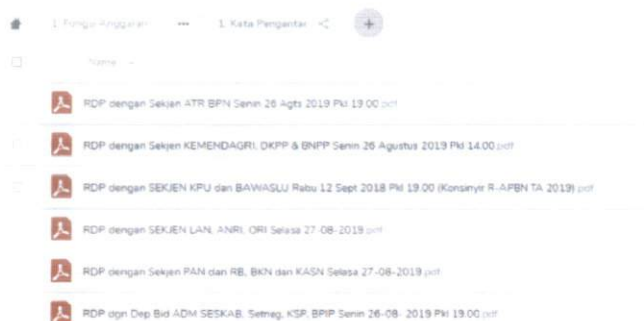 1. Fungsi Anggaran ••• 1. Kata Pengantar
Name
RDP dengan Sekjen ATR BPN Senin 26 Agts 2019 Pkl 19.00.pdf
RDP dengan Sekjen KEMENDAGRI, DKPP & BNPP Senin 26 Agustus 2019 Pkl 14.00.pdf
RDP dengan SEKJEN KPU dan BAWASLU Rabu 12 Sept 2018 Pkl 19.00 (Konsinyir R-APBN TA 2019).pdf
RDP dengan SEKJEN LAN, ANRI, ORI Selasa 27-08-2019.pdf
RDP dengan Sekjen PAN dan RB, BKN dan KASN Selasa 27-08-2019.pdf
RDP dgn Dep Bid ADM SESKAB, Setneg, KSP, BPIP Senin 26-08- 2019 Pkl 19.00.pdf